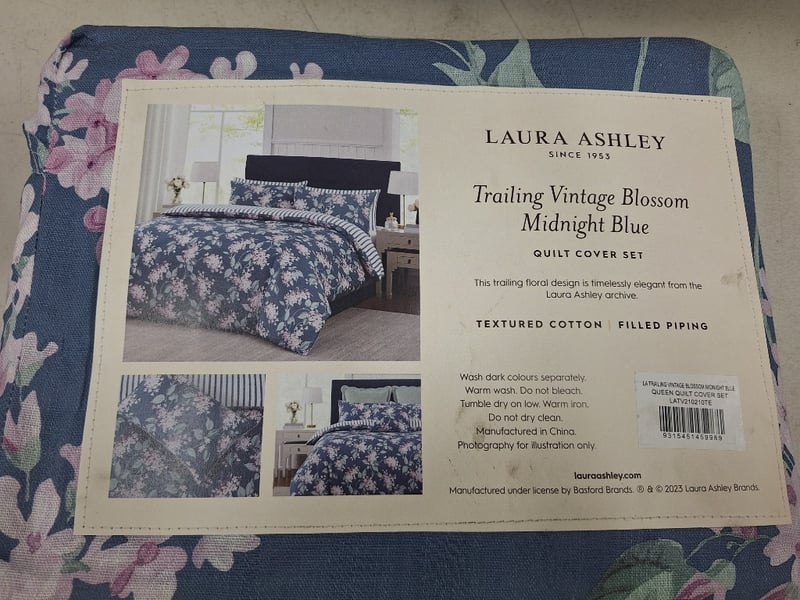 LAURA ASHLEY
SINCE 1953
Trailing Vintage Blossom
Midnight Blue
QUILT COVER SET
This trailing floral design is timelessly elegant from the
Laura Ashley archive.
TEXTURED COTTON | FILLED PIPING
Wash dark colours separately.
Warm wash. Do not bleach.
Tumble dry on low. Warm iron.
Do not dry clean.
Manufactured in China.
Photography for illustration only.
LA TRAILING VINTAGE BLOSSOM MIDNIGHT BLUE
QUEEN QUILT COVER SET
LATV210210TE
9315451459989
lauraashley.com
Manufactured under license by Basford Brands. ® & © 2023 Laura Ashley Brands.